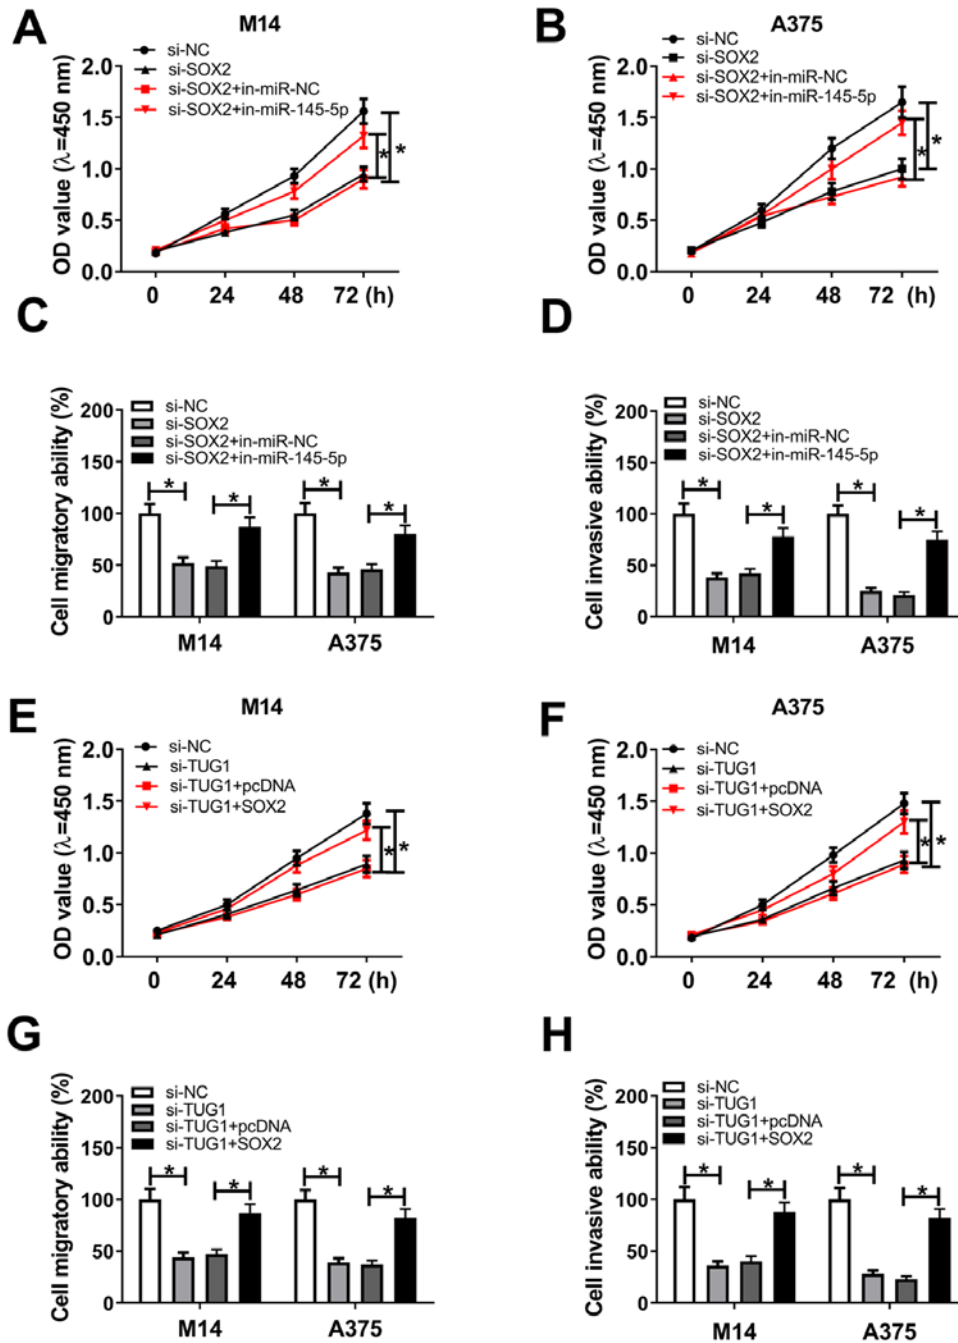 A
M14
si-NC
si-SOX2
si-SOX2+in-miR-NC
si-SOX2+in-miR-145-5p
OD value (λ=450 nm)
2.0
1.5
1.0
0.5
0.0
0 24 48 72 (h)
*
*
B
A375
si-NC
si-SOX2
si-SOX2+in-miR-NC
si-SOX2+in-miR-145-5p
OD value (λ=450 nm)
2.0
1.5
1.0
0.5
0.0
0 24 48 72 (h)
*
*
C
si-NC
si-SOX2
si-SOX2+in-miR-NC
si-SOX2+in-miR-145-5p
Cell migratory ability (%)
200
150
100
50
0
* * * *
M14 A375
D
si-NC
si-SOX2
si-SOX2+in-miR-NC
si-SOX2+in-miR-145-5p
Cell invasive ability (%)
200
150
100
50
0
* * * *
M14 A375
E
M14
si-NC
si-TUG1
si-TUG1+pcDNA
si-TUG1+SOX2
OD value (λ=450 nm)
2.0
1.5
1.0
0.5
0.0
0 24 48 72 (h)
*
*
F
A375
si-NC
si-TUG1
si-TUG1+pcDNA
si-TUG1+SOX2
OD value (λ=450 nm)
2.0
1.5
1.0
0.5
0.0
0 24 48 72 (h)
*
*
G
si-NC
si-TUG1
si-TUG1+pcDNA
si-TUG1+SOX2
Cell migratory ability (%)
200
150
100
50
0
* * * *
M14 A375
H
si-NC
si-TUG1
si-TUG1+pcDNA
si-TUG1+SOX2
Cell invasive ability (%)
200
150
100
50
0
* * * *
M14 A375